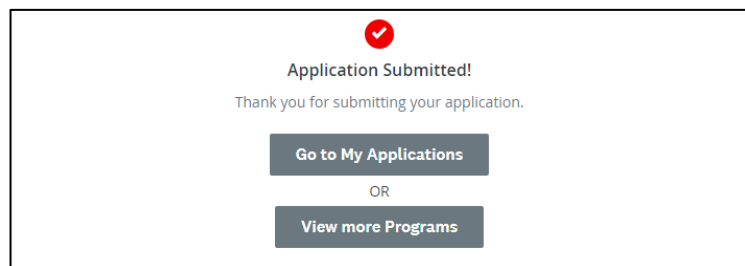 Application Submitted!
Thank you for submitting your application.
Go to My Applications
OR
View more Programs